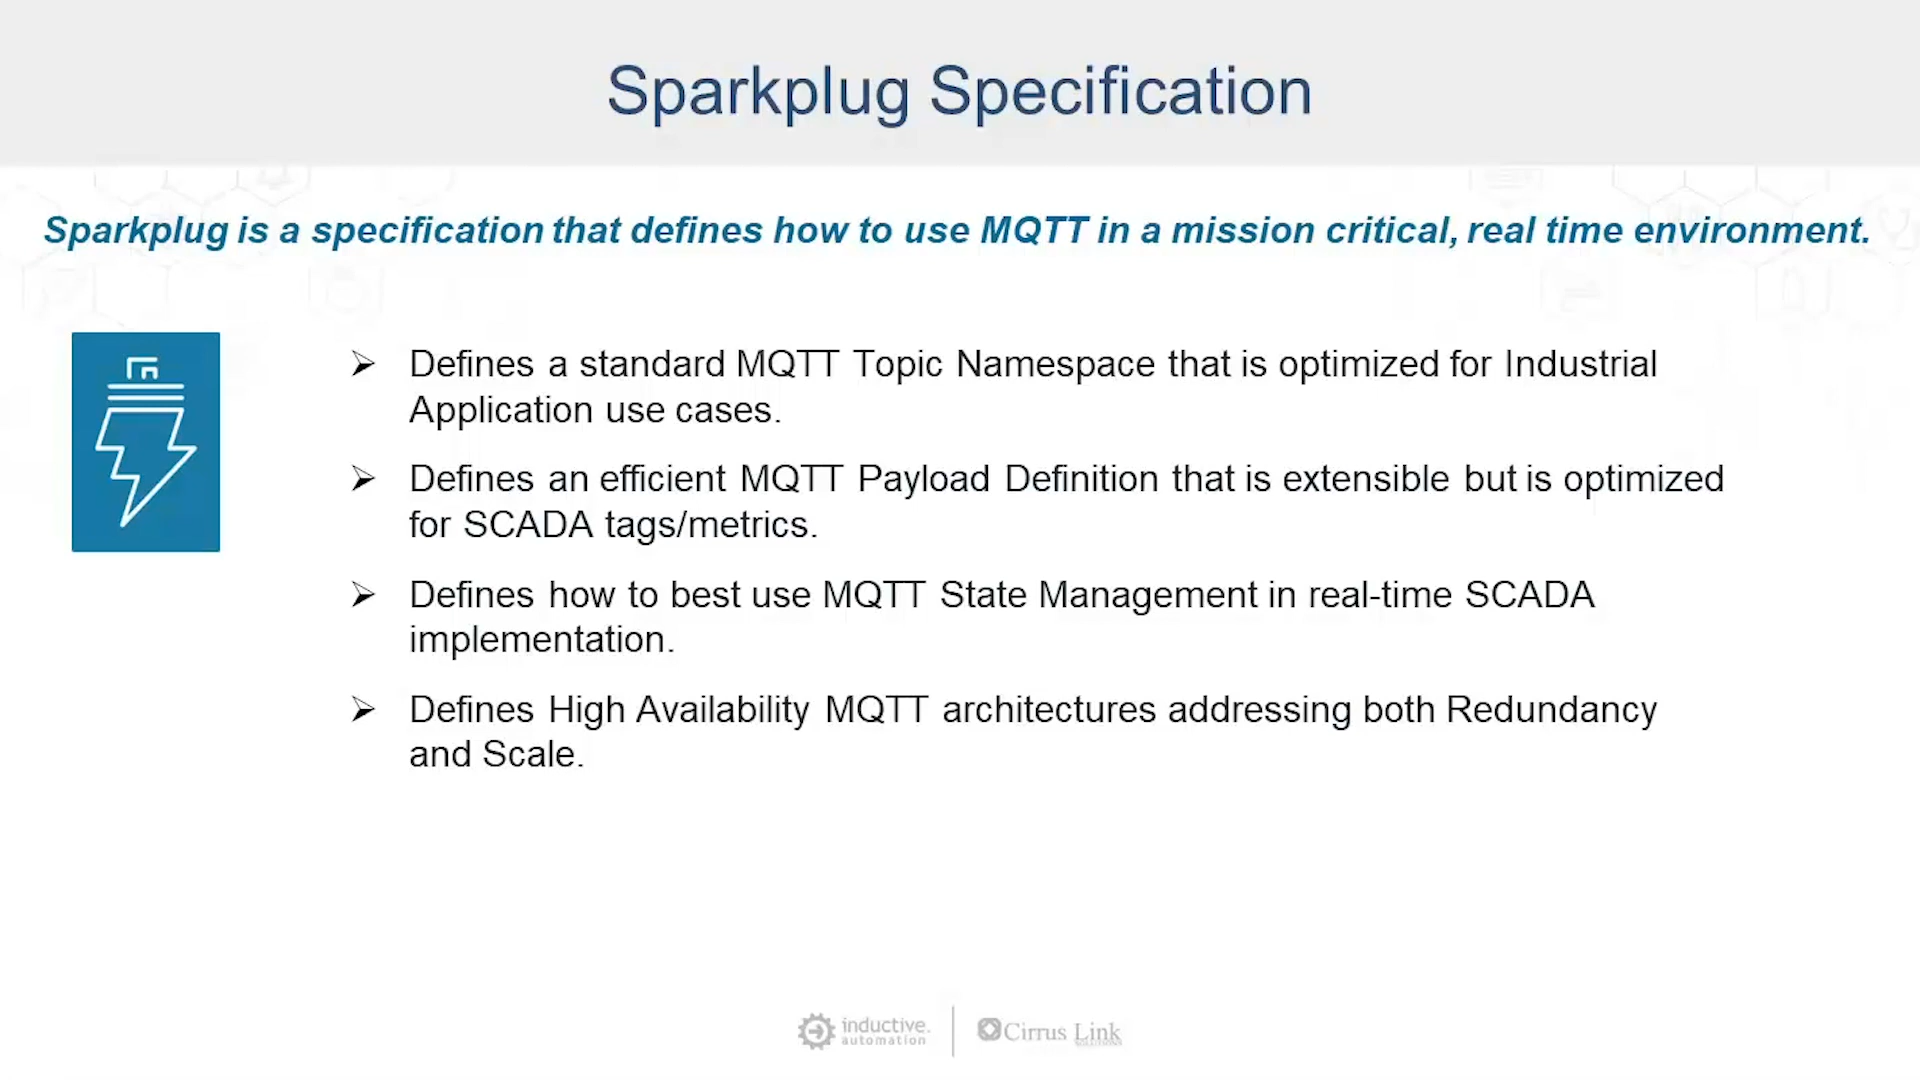 Sparkplug Specification
Sparkplug is a specification that defines how to use MQTT in a mission critical, real time environment.
➢ Defines a standard MQTT Topic Namespace that is optimized for Industrial
Application use cases.
➢ Defines an efficient MQTT Payload Definition that is extensible but is optimized
for SCADA tags/metrics.
➢ Defines how to best use MQTT State Management in real-time SCADA
implementation.
➢ Defines High Availability MQTT architectures addressing both Redundancy
and Scale.
inductive.
automation
Cirrus Link
SOLUTIONS